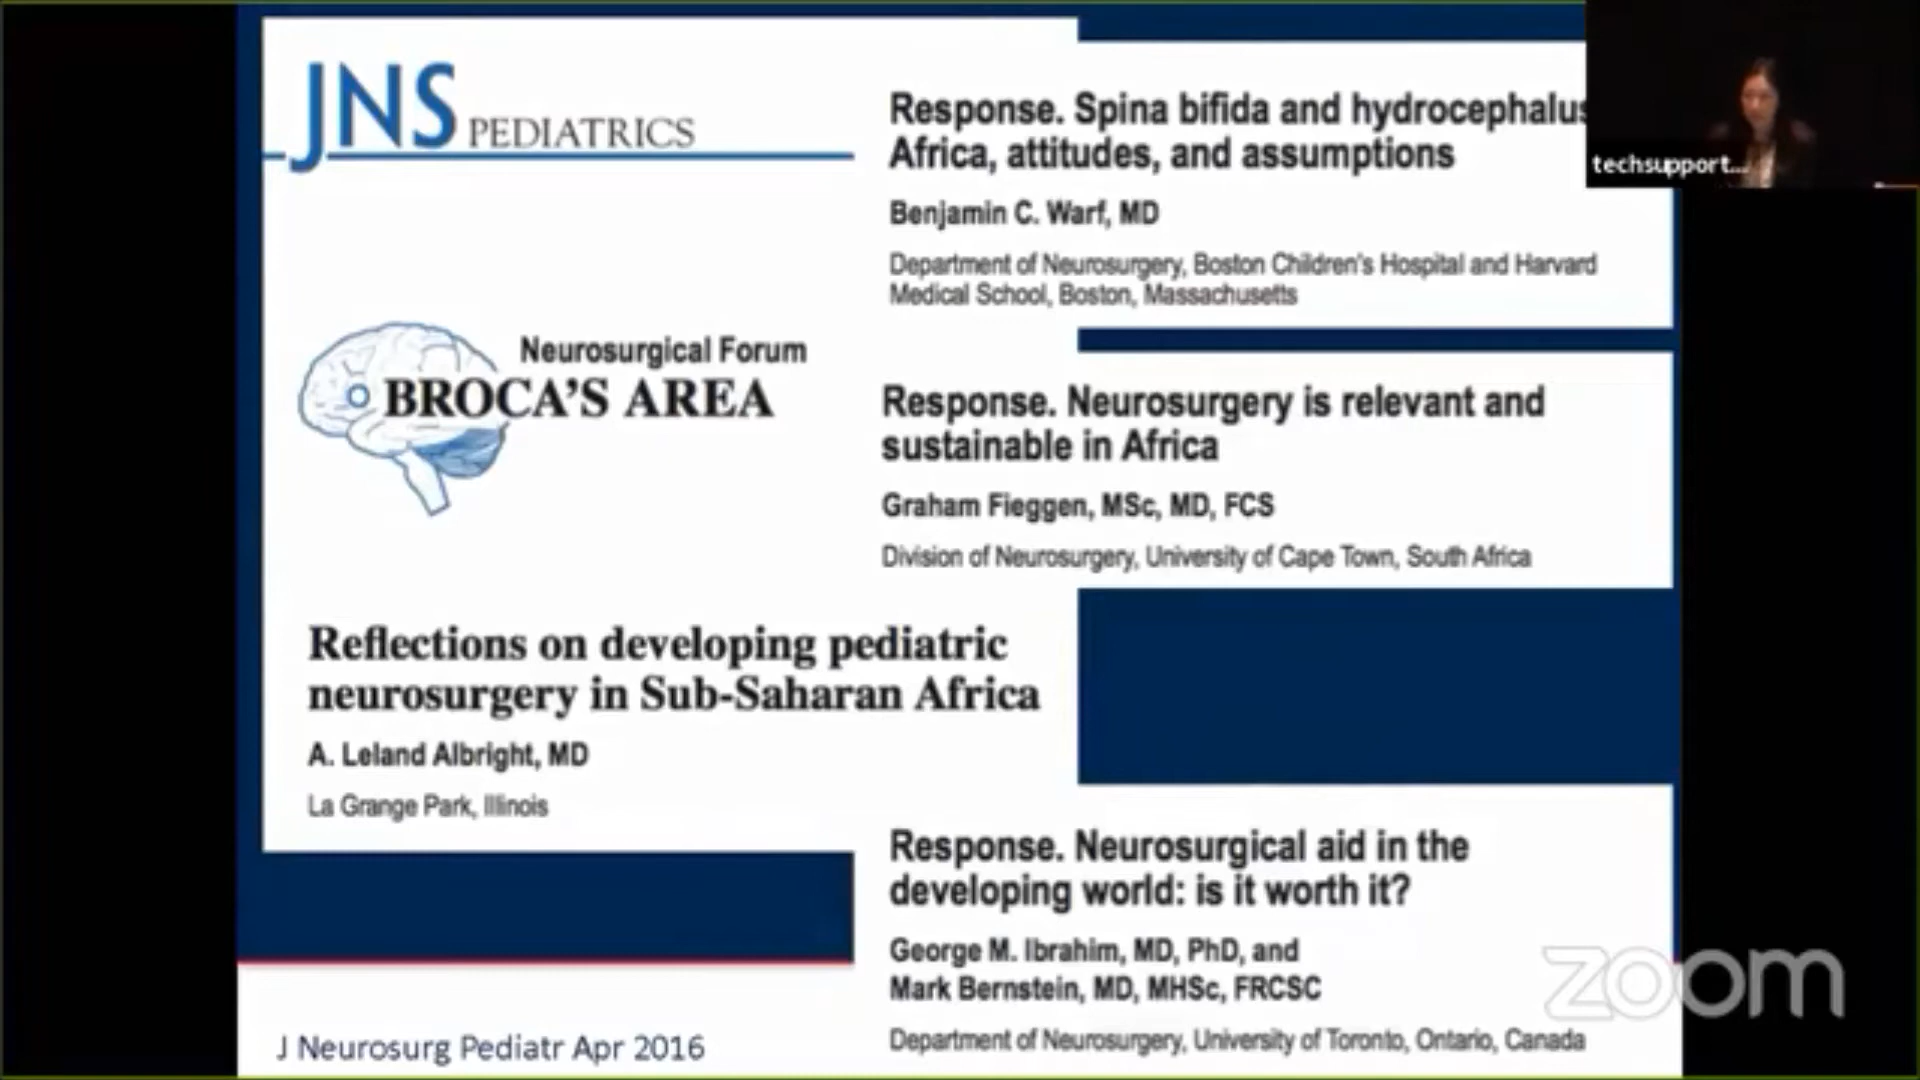 JNS PEDIATRICS
Neurosurgical Forum
BROCA'S AREA
Reflections on developing pediatric
neurosurgery in Sub-Saharan Africa
A. Leland Albright, MD
La Grange Park, Illinois
J Neurosurg Pediatr Apr 2016
Response. Spina bifida and hydrocephalus
Africa, attitudes, and assumptions
Benjamin C. Warf, MD
Department of Neurosurgery, Boston Children's Hospital and Harvard
Medical School, Boston, Massachusetts
Response. Neurosurgery is relevant and
sustainable in Africa
Graham Fieggen, MSc, MD, FCS
Division of Neurosurgery, University of Cape Town, South Africa
Response. Neurosurgical aid in the
developing world: is it worth it?
George M. Ibrahim, MD, PhD, and
Mark Bernstein, MD, MHSc, FRCSC
Department of Neurosurgery, University of Toronto, Ontario, Canada
techsupport...
zoom